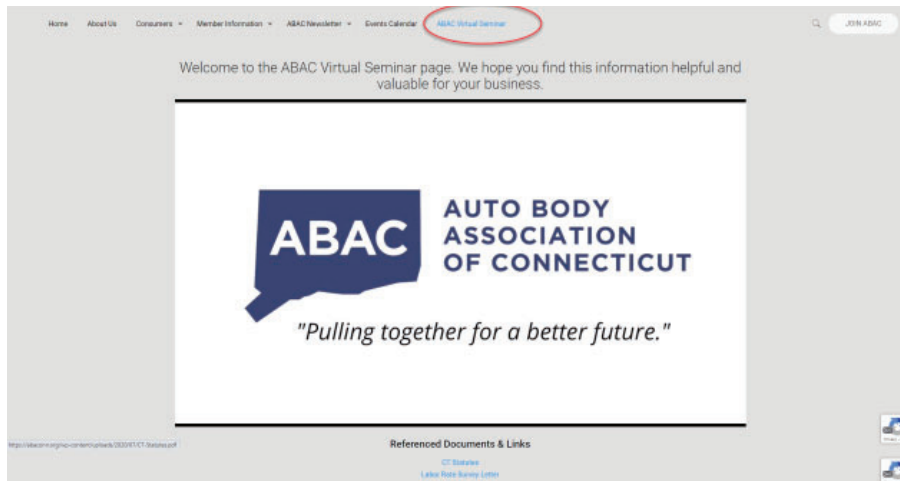 Home About Us Consumers Member Information ABAC Newsletter Events Calendar ABAC Virtual Seminar JOIN ABAC
Welcome to the ABAC Virtual Seminar page. We hope you find this information helpful and
valuable for your business.
ABAC
AUTO BODY
ASSOCIATION
OF CONNECTICUT
"Pulling together for a better future."
Referenced Documents & Links
CT Statutes
Labor Rate Survey Letter